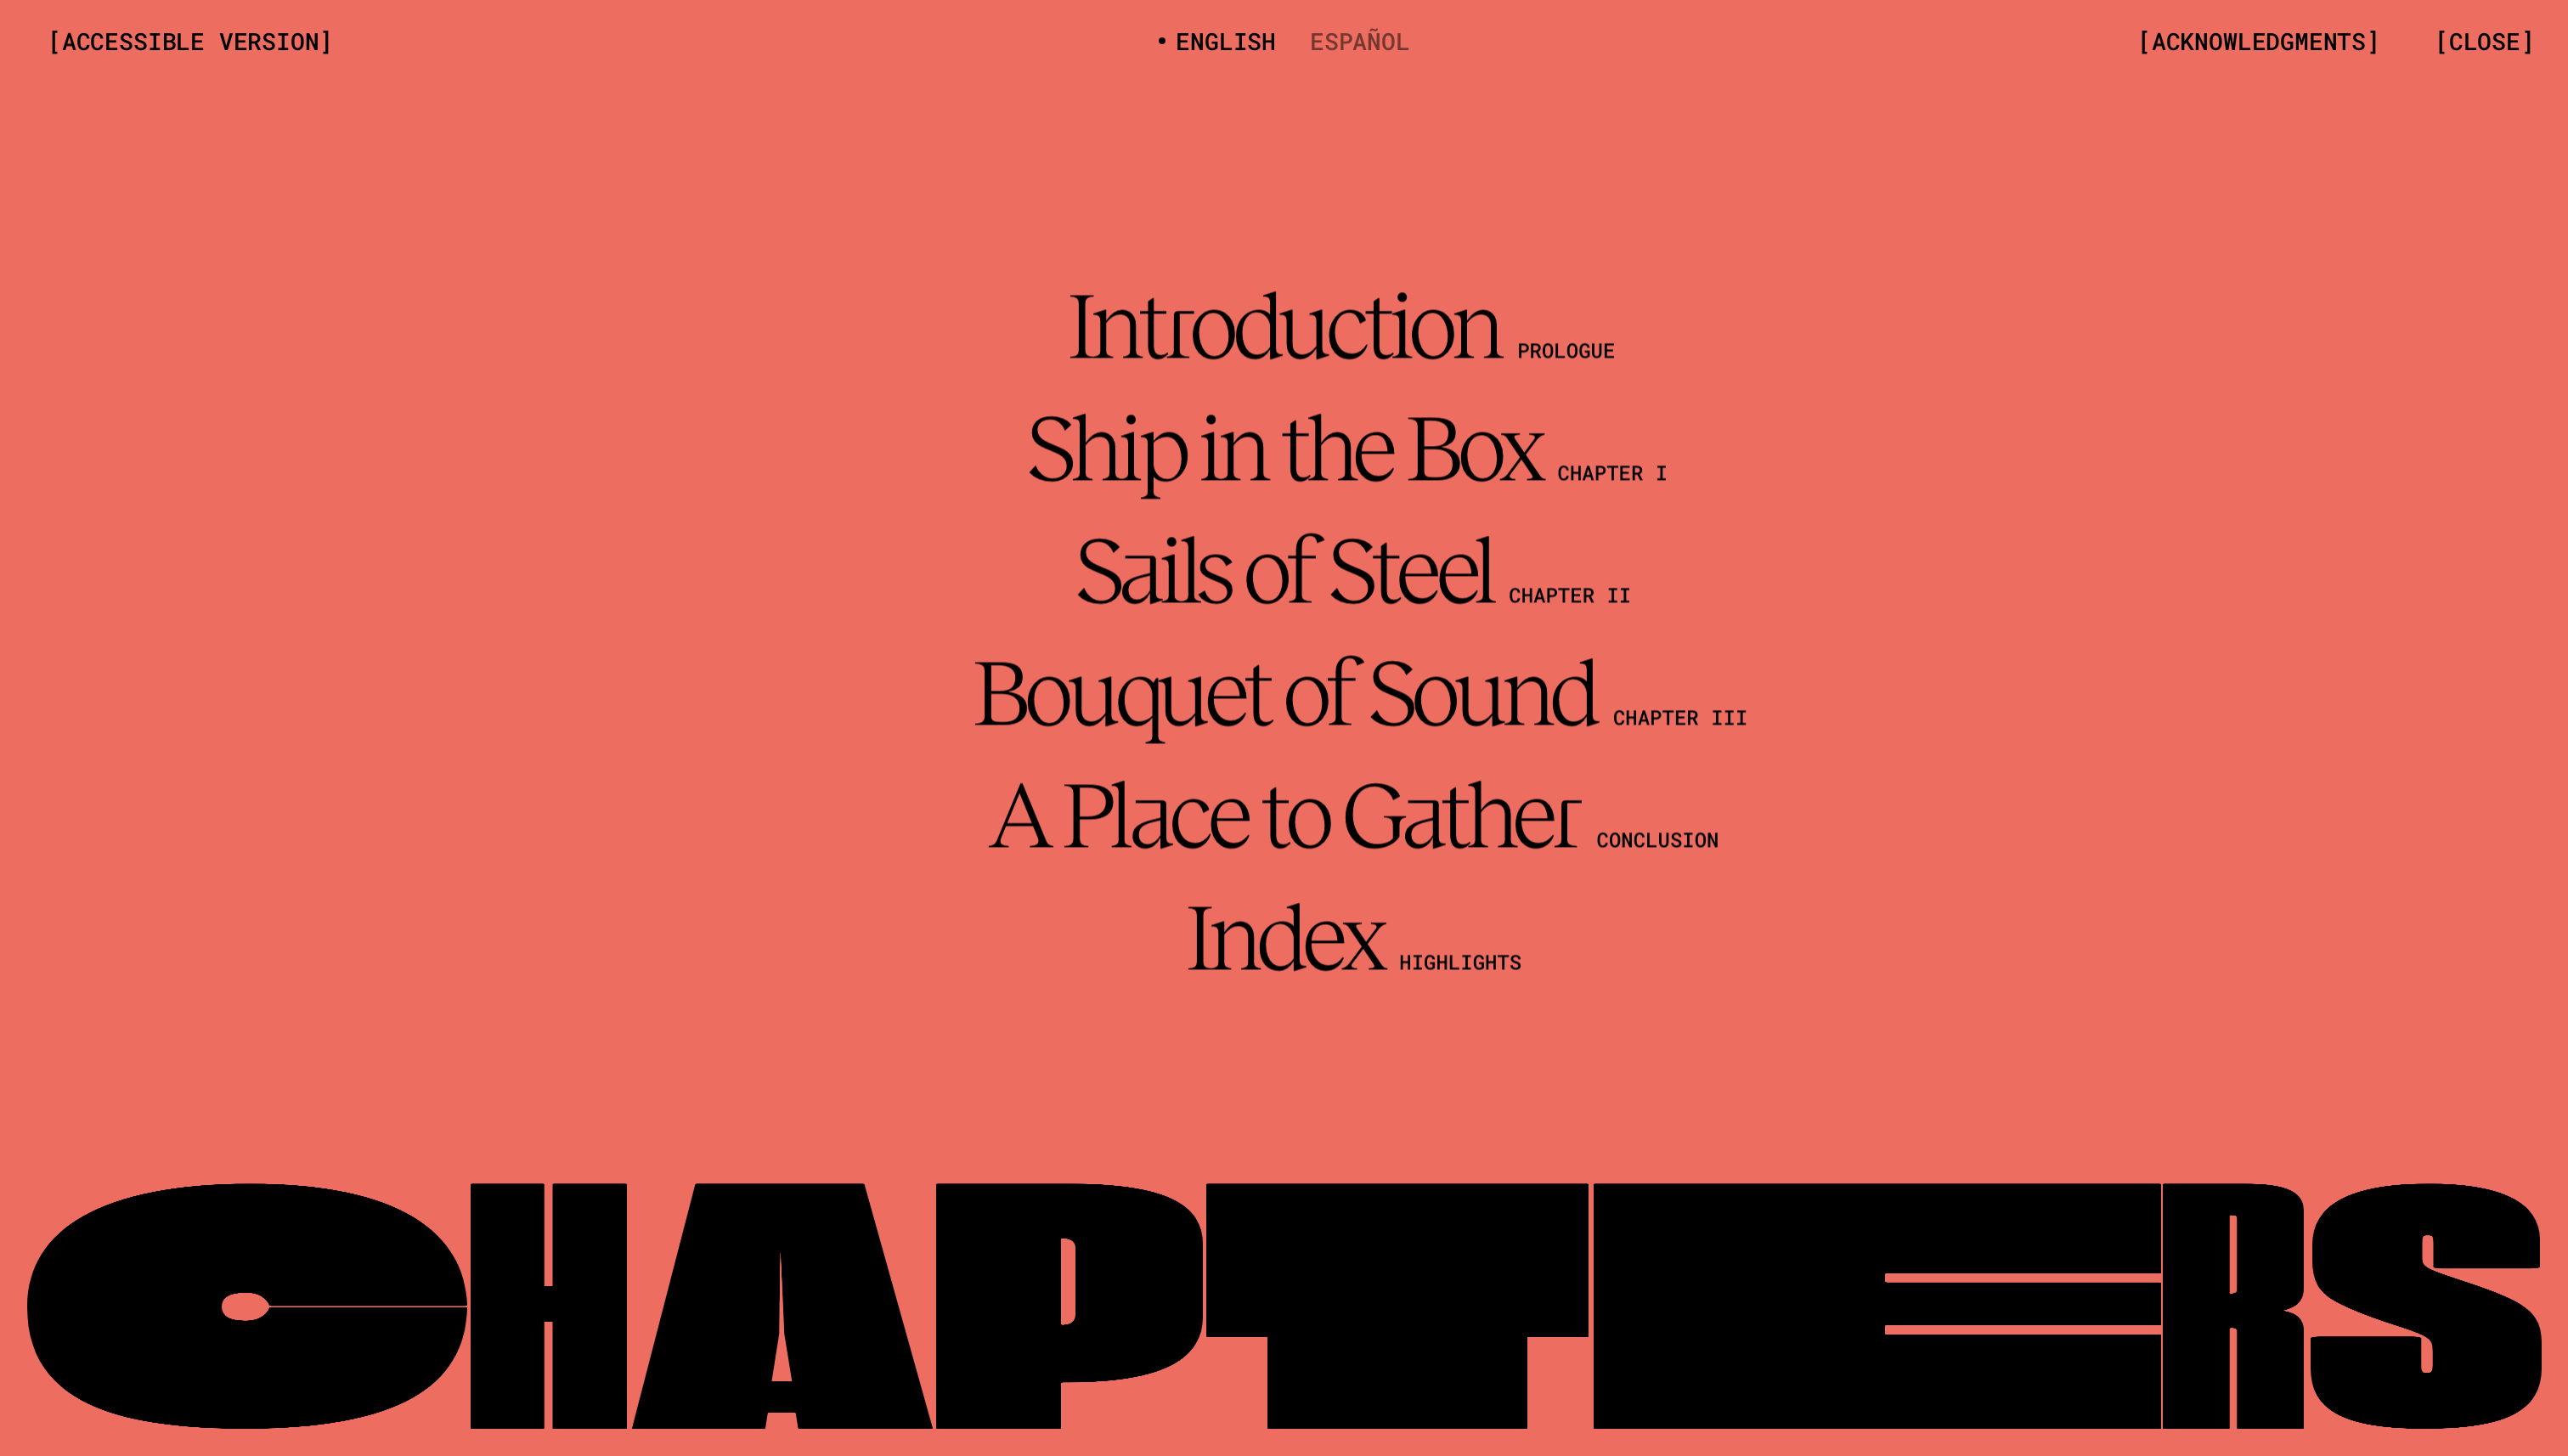 [ACCESSIBLE VERSION] • ENGLISH ESPAÑOL [ACKNOWLEDGMENTS] [CLOSE]
Introduction PROLOGUE
Ship in the Box CHAPTER I
Sails of Steel CHAPTER II
Bouquet of Sound CHAPTER III
A Place to Gather CONCLUSION
Index HIGHLIGHTS
CHAPTERS